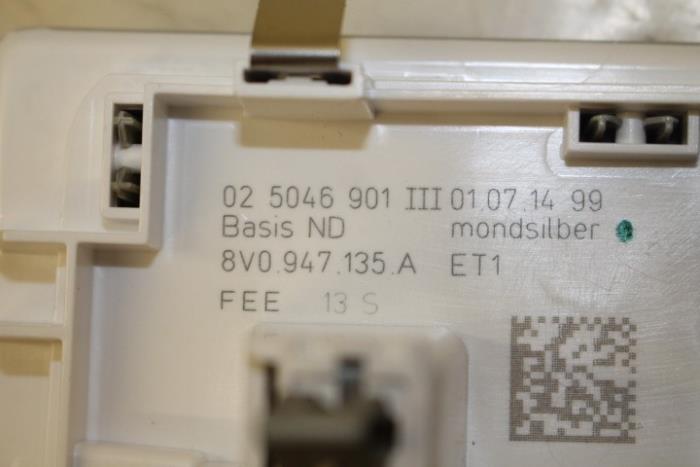 02 5046 901 III 01.07.14 99
Basis ND mondsilber
8V0.947.135.A ET1
FEE 13 S